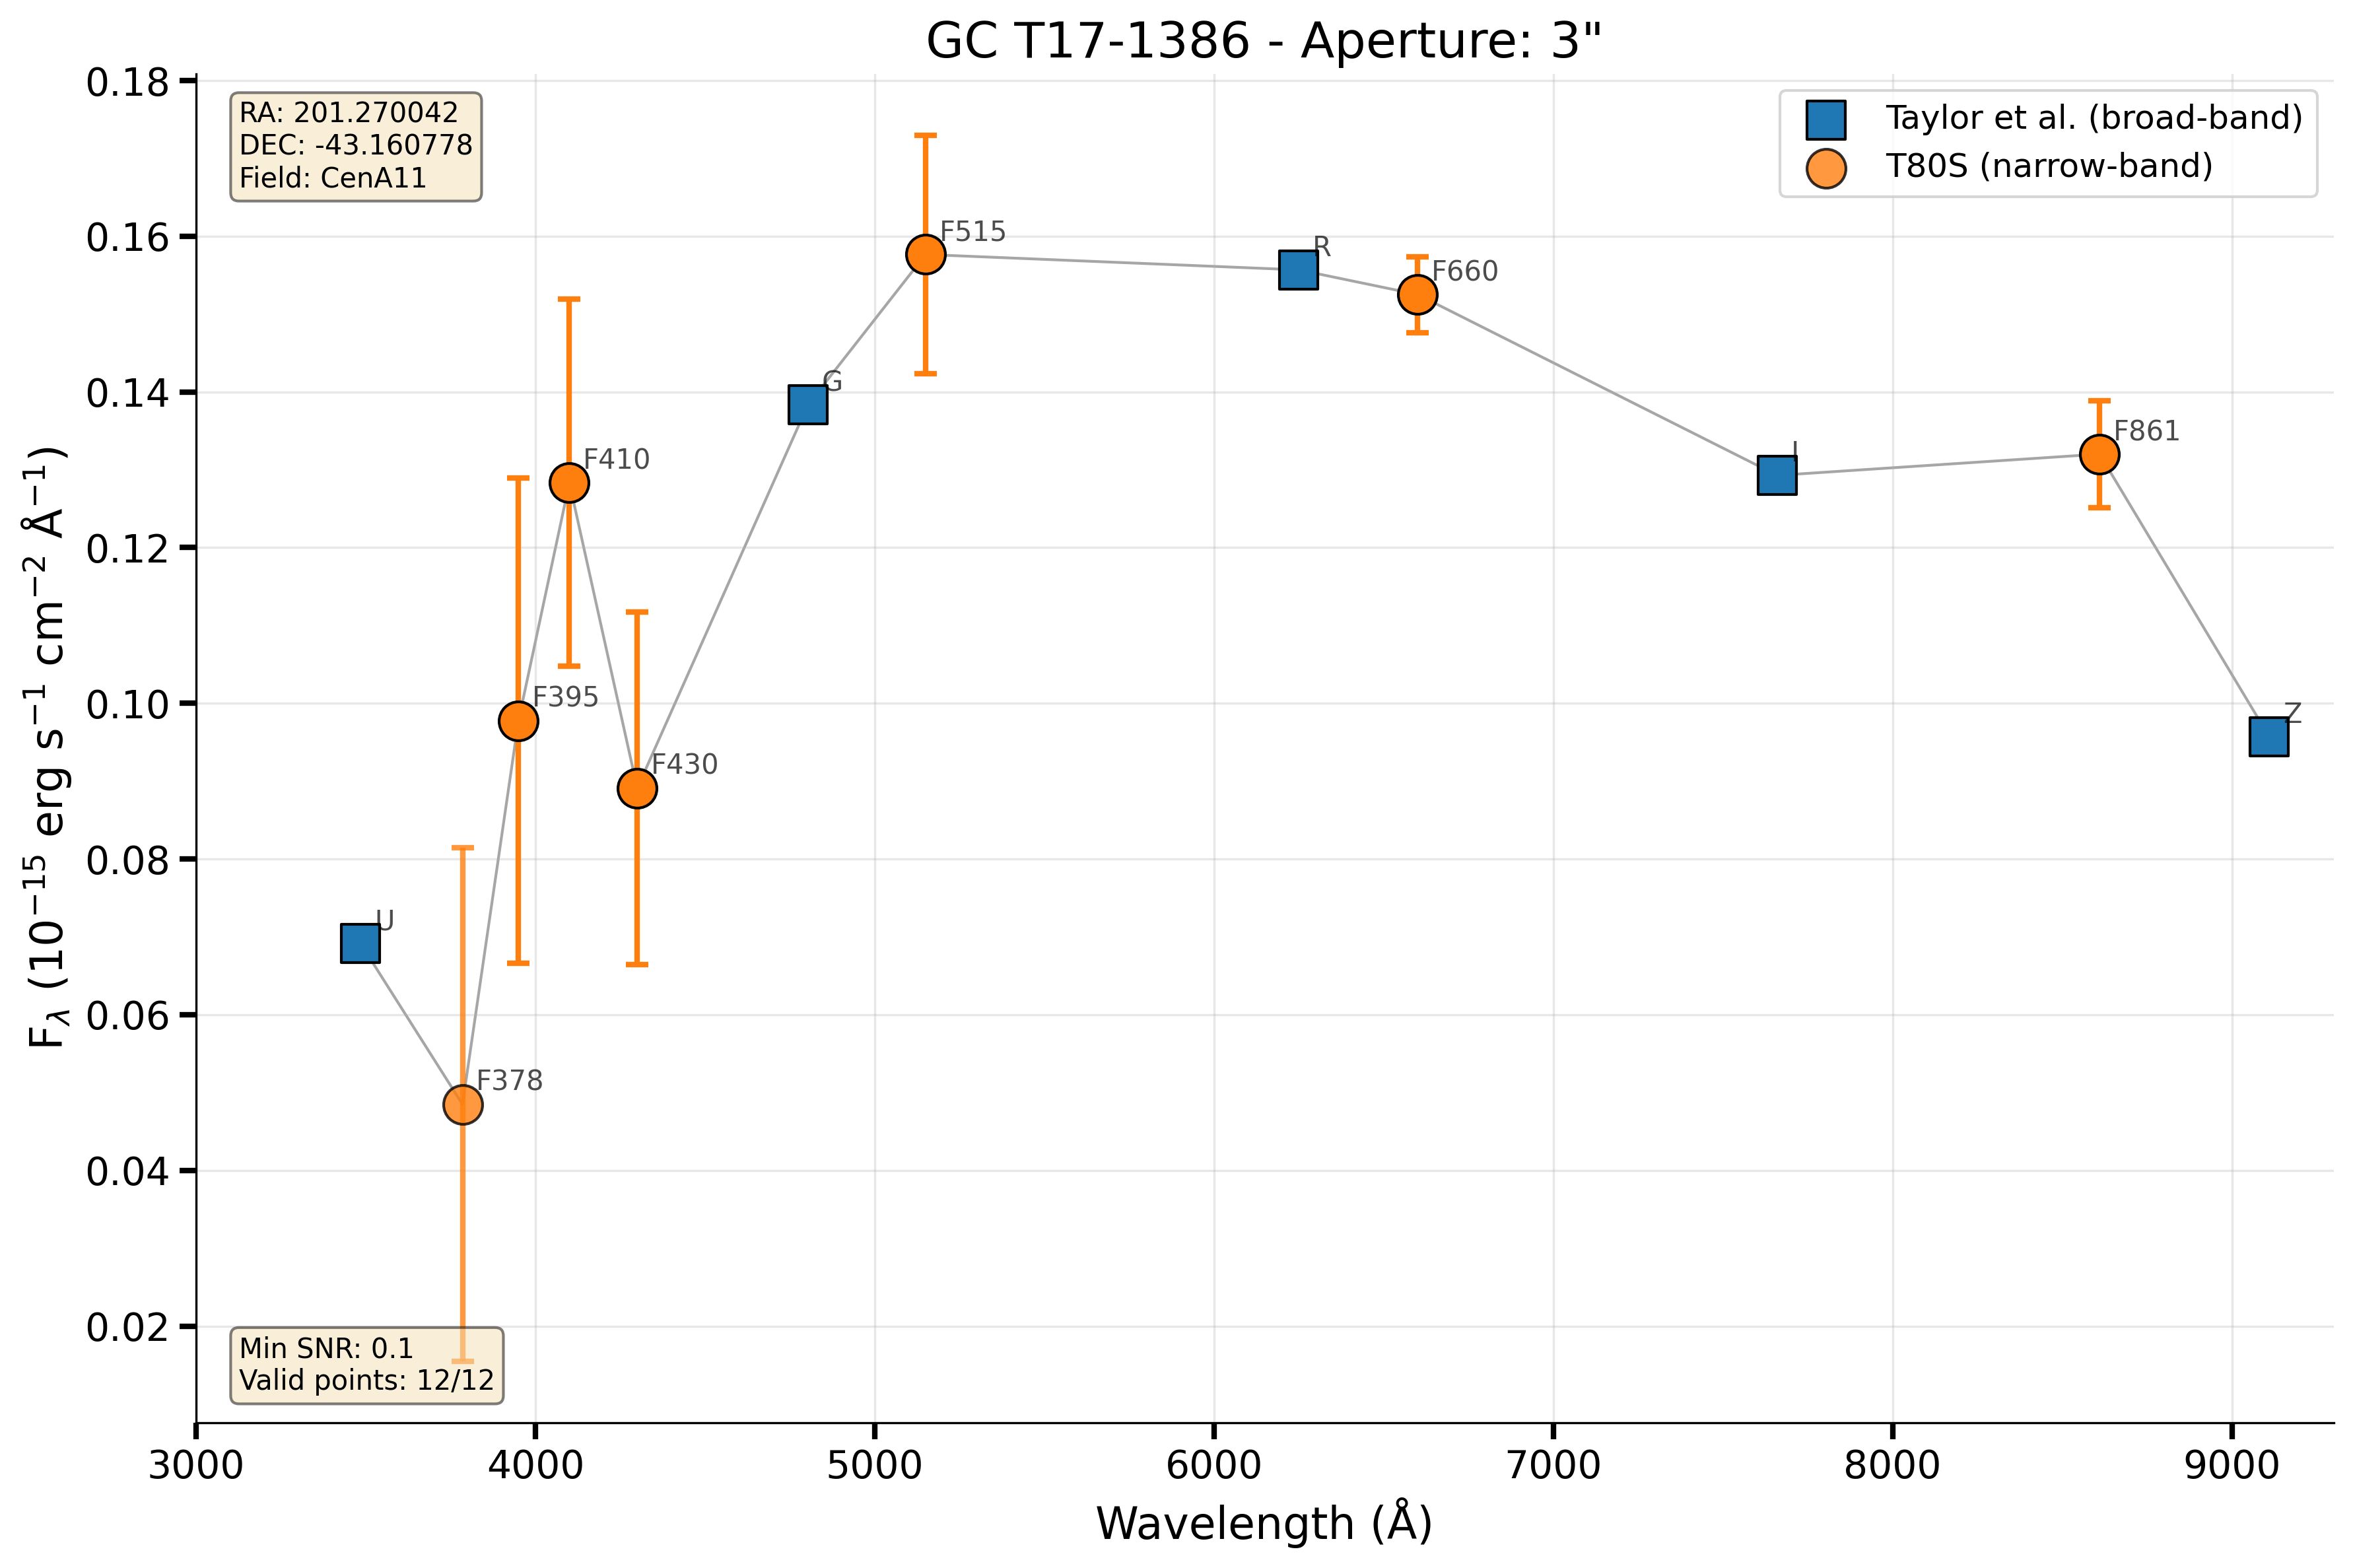 GC T17-1386 - Aperture: 3"
RA: 201.270042
DEC: -43.160778
Field: CenA11
Taylor et al. (broad-band)
T80S (narrow-band)
F_λ (10⁻¹⁵ erg s⁻¹ cm⁻² Å⁻¹)
0.18
0.16
0.14
0.12
0.10
0.08
0.06
0.04
0.02
U
F378
F395
F410
F430
G
F515
R
F660
I
F861
Z
Min SNR: 0.1
Valid points: 12/12
3000 4000 5000 6000 7000 8000 9000
Wavelength (Å)